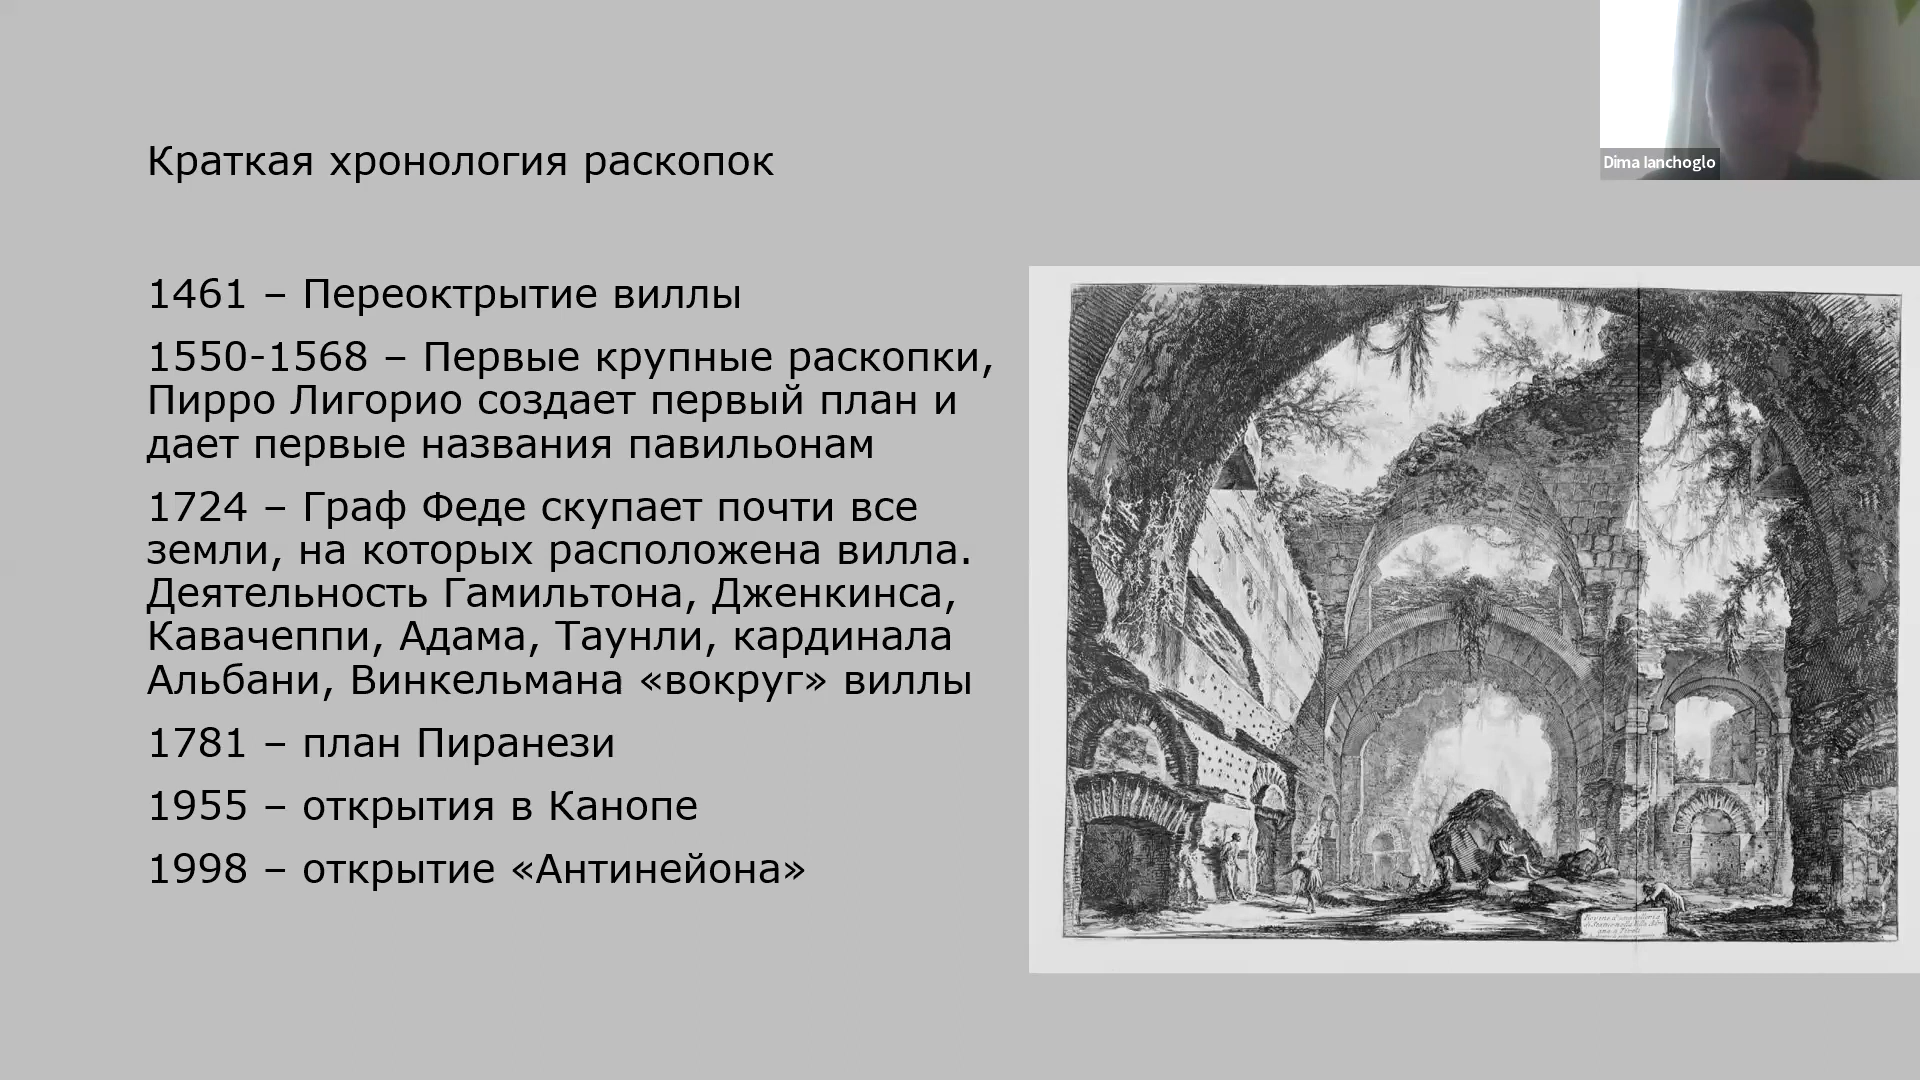 Dima Ianchoglo
Краткая хронология раскопок
1461 – Переоктрытие виллы
1550-1568 – Первые крупные раскопки,
Пирро Лигорио создает первый план и
дает первые названия павильонам
1724 – Граф Феде скупает почти все
земли, на которых расположена вилла.
Деятельность Гамильтона, Дженкинса,
Кавачеппи, Адама, Таунли, кардинала
Альбани, Винкельмана «вокруг» виллы
1781 – план Пиранези
1955 – открытия в Канопе
1998 – открытие «Антинейона»